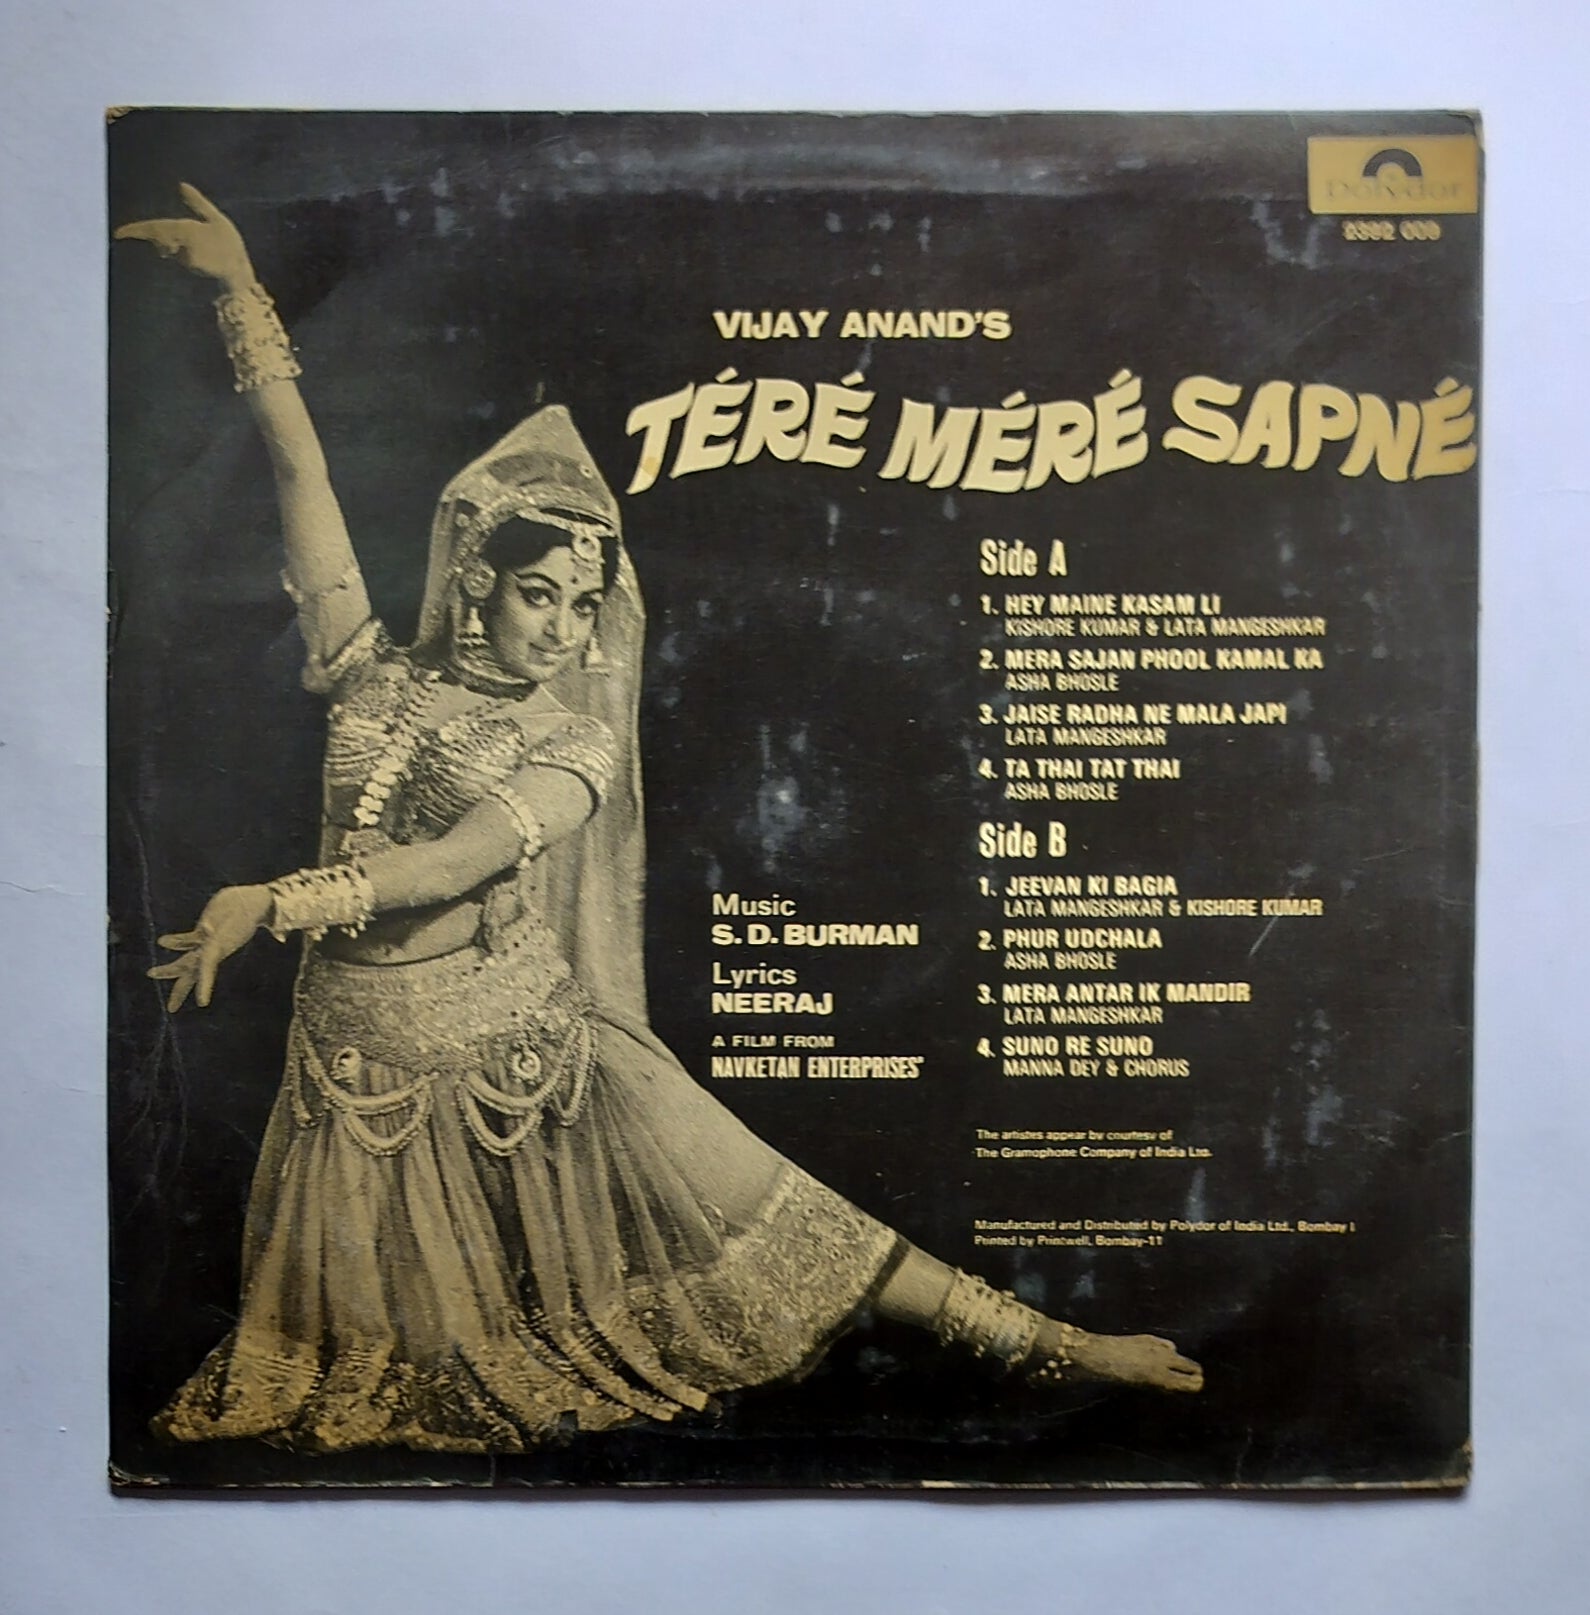 Polydor
VIJAY ANAND'S
TÉRÉ MÉRÉ SAPNÉ
Side A
1. HEY MAINE KASAM LI
KISHORE KUMAR & LATA MANGESHKAR
2. MERA SAJAN PHOOL KAMAL KA
ASHA BHOSLE
3. JAISE RADHA NE MALA JAPI
LATA MANGESHKAR
4. TA THAI TAT THAI
ASHA BHOSLE
Side B
1. JEEVAN KI BAGIA
LATA MANGESHKAR & KISHORE KUMAR
2. PHUR UDCHALA
ASHA BHOSLE
3. MERA ANTAR IK MANDIR
LATA MANGESHKAR
4. SUNO RE SUNO
MANNA DEY & CHORUS
Music
S. D. BURMAN
Lyrics
NEERAJ
A FILM FROM
NAVKETAN ENTERPRISES'
The artistes appear by courtesy of
The Gramophone Company of India Ltd.
Manufactured and Distributed by Polydor of India Ltd., Bombay I
Printed by Printwell, Bombay-11